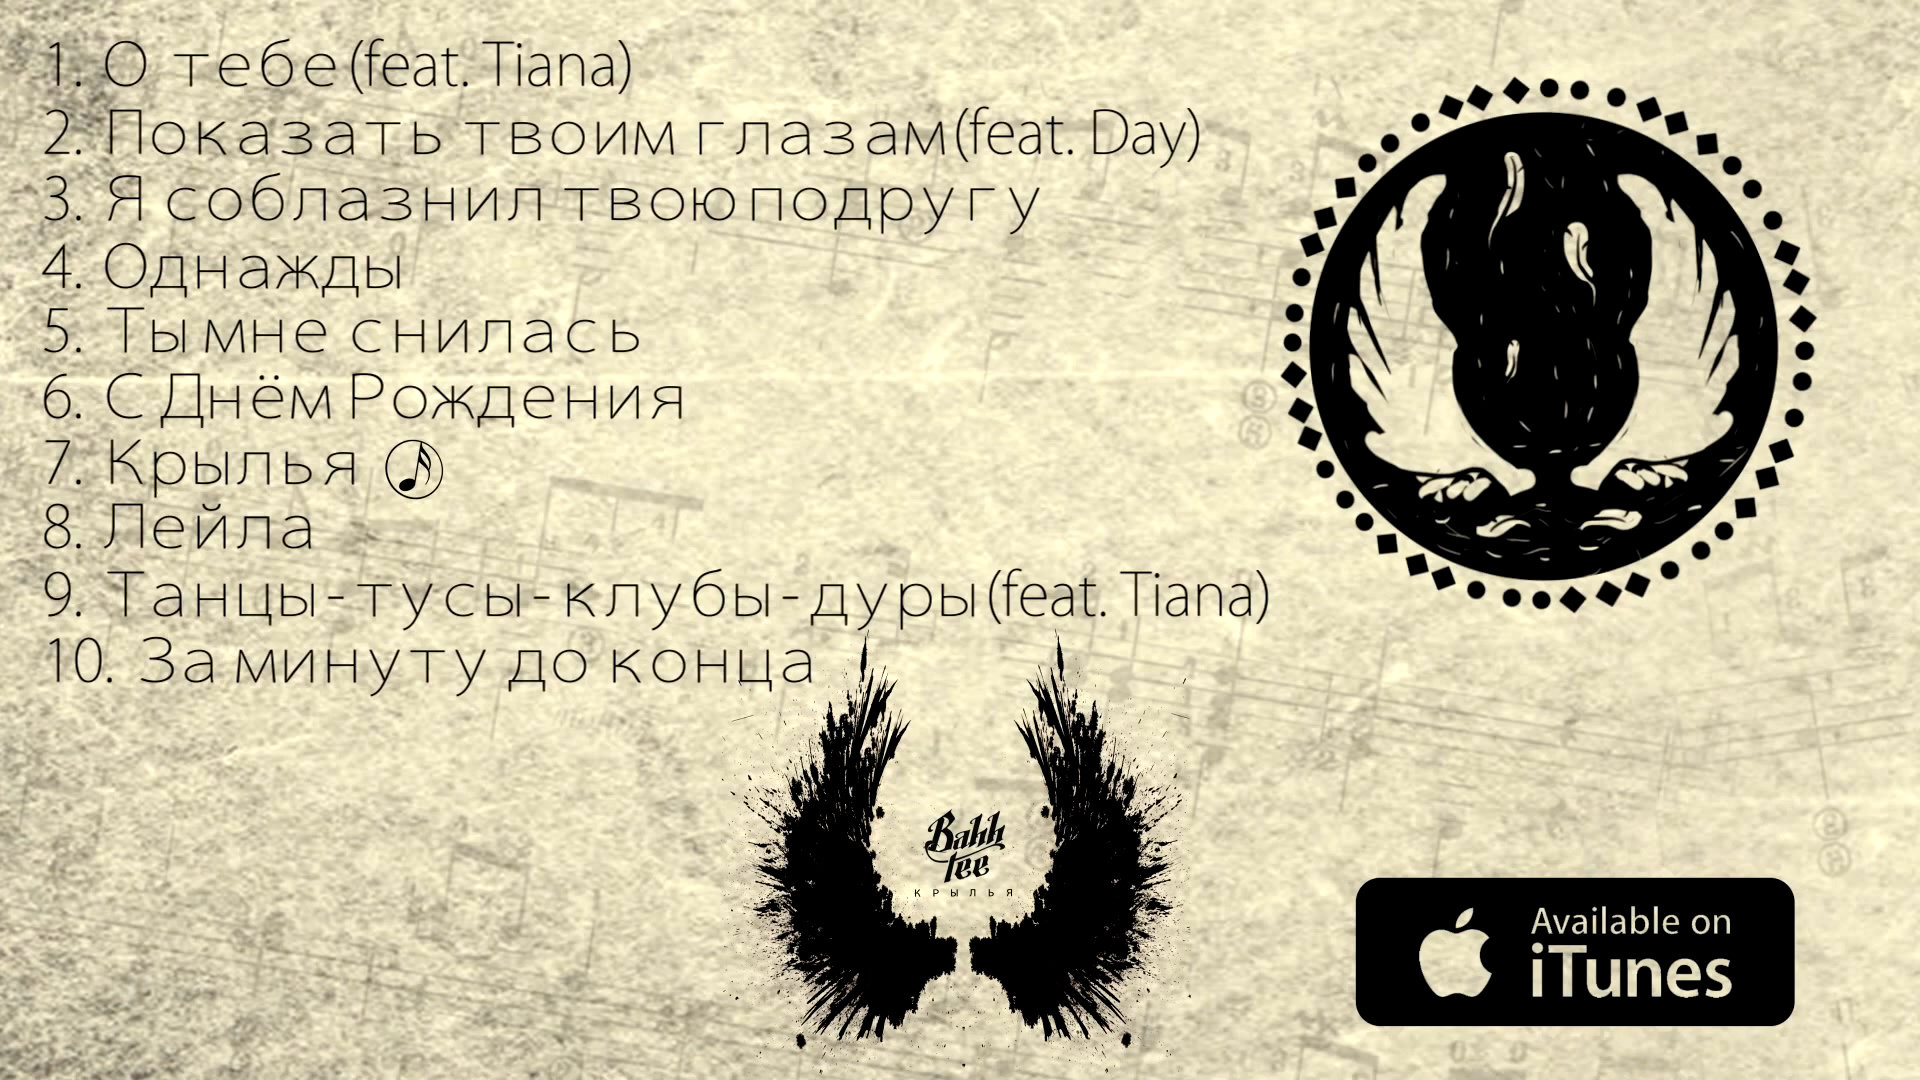 1. О тебе (feat. Tiana)
2. Показать твоим глазам (feat. Day)
3. Я соблазнил твою подругу
4. Однажды
5. Ты мне снилась
6. С Днём Рождения
7. Крылья
8. Лейла
9. Танцы-тусы-клубы-дуры (feat. Tiana)
10. За минуту до конца
Bahh
tee
КРЫЛЬЯ
Available on
iTunes